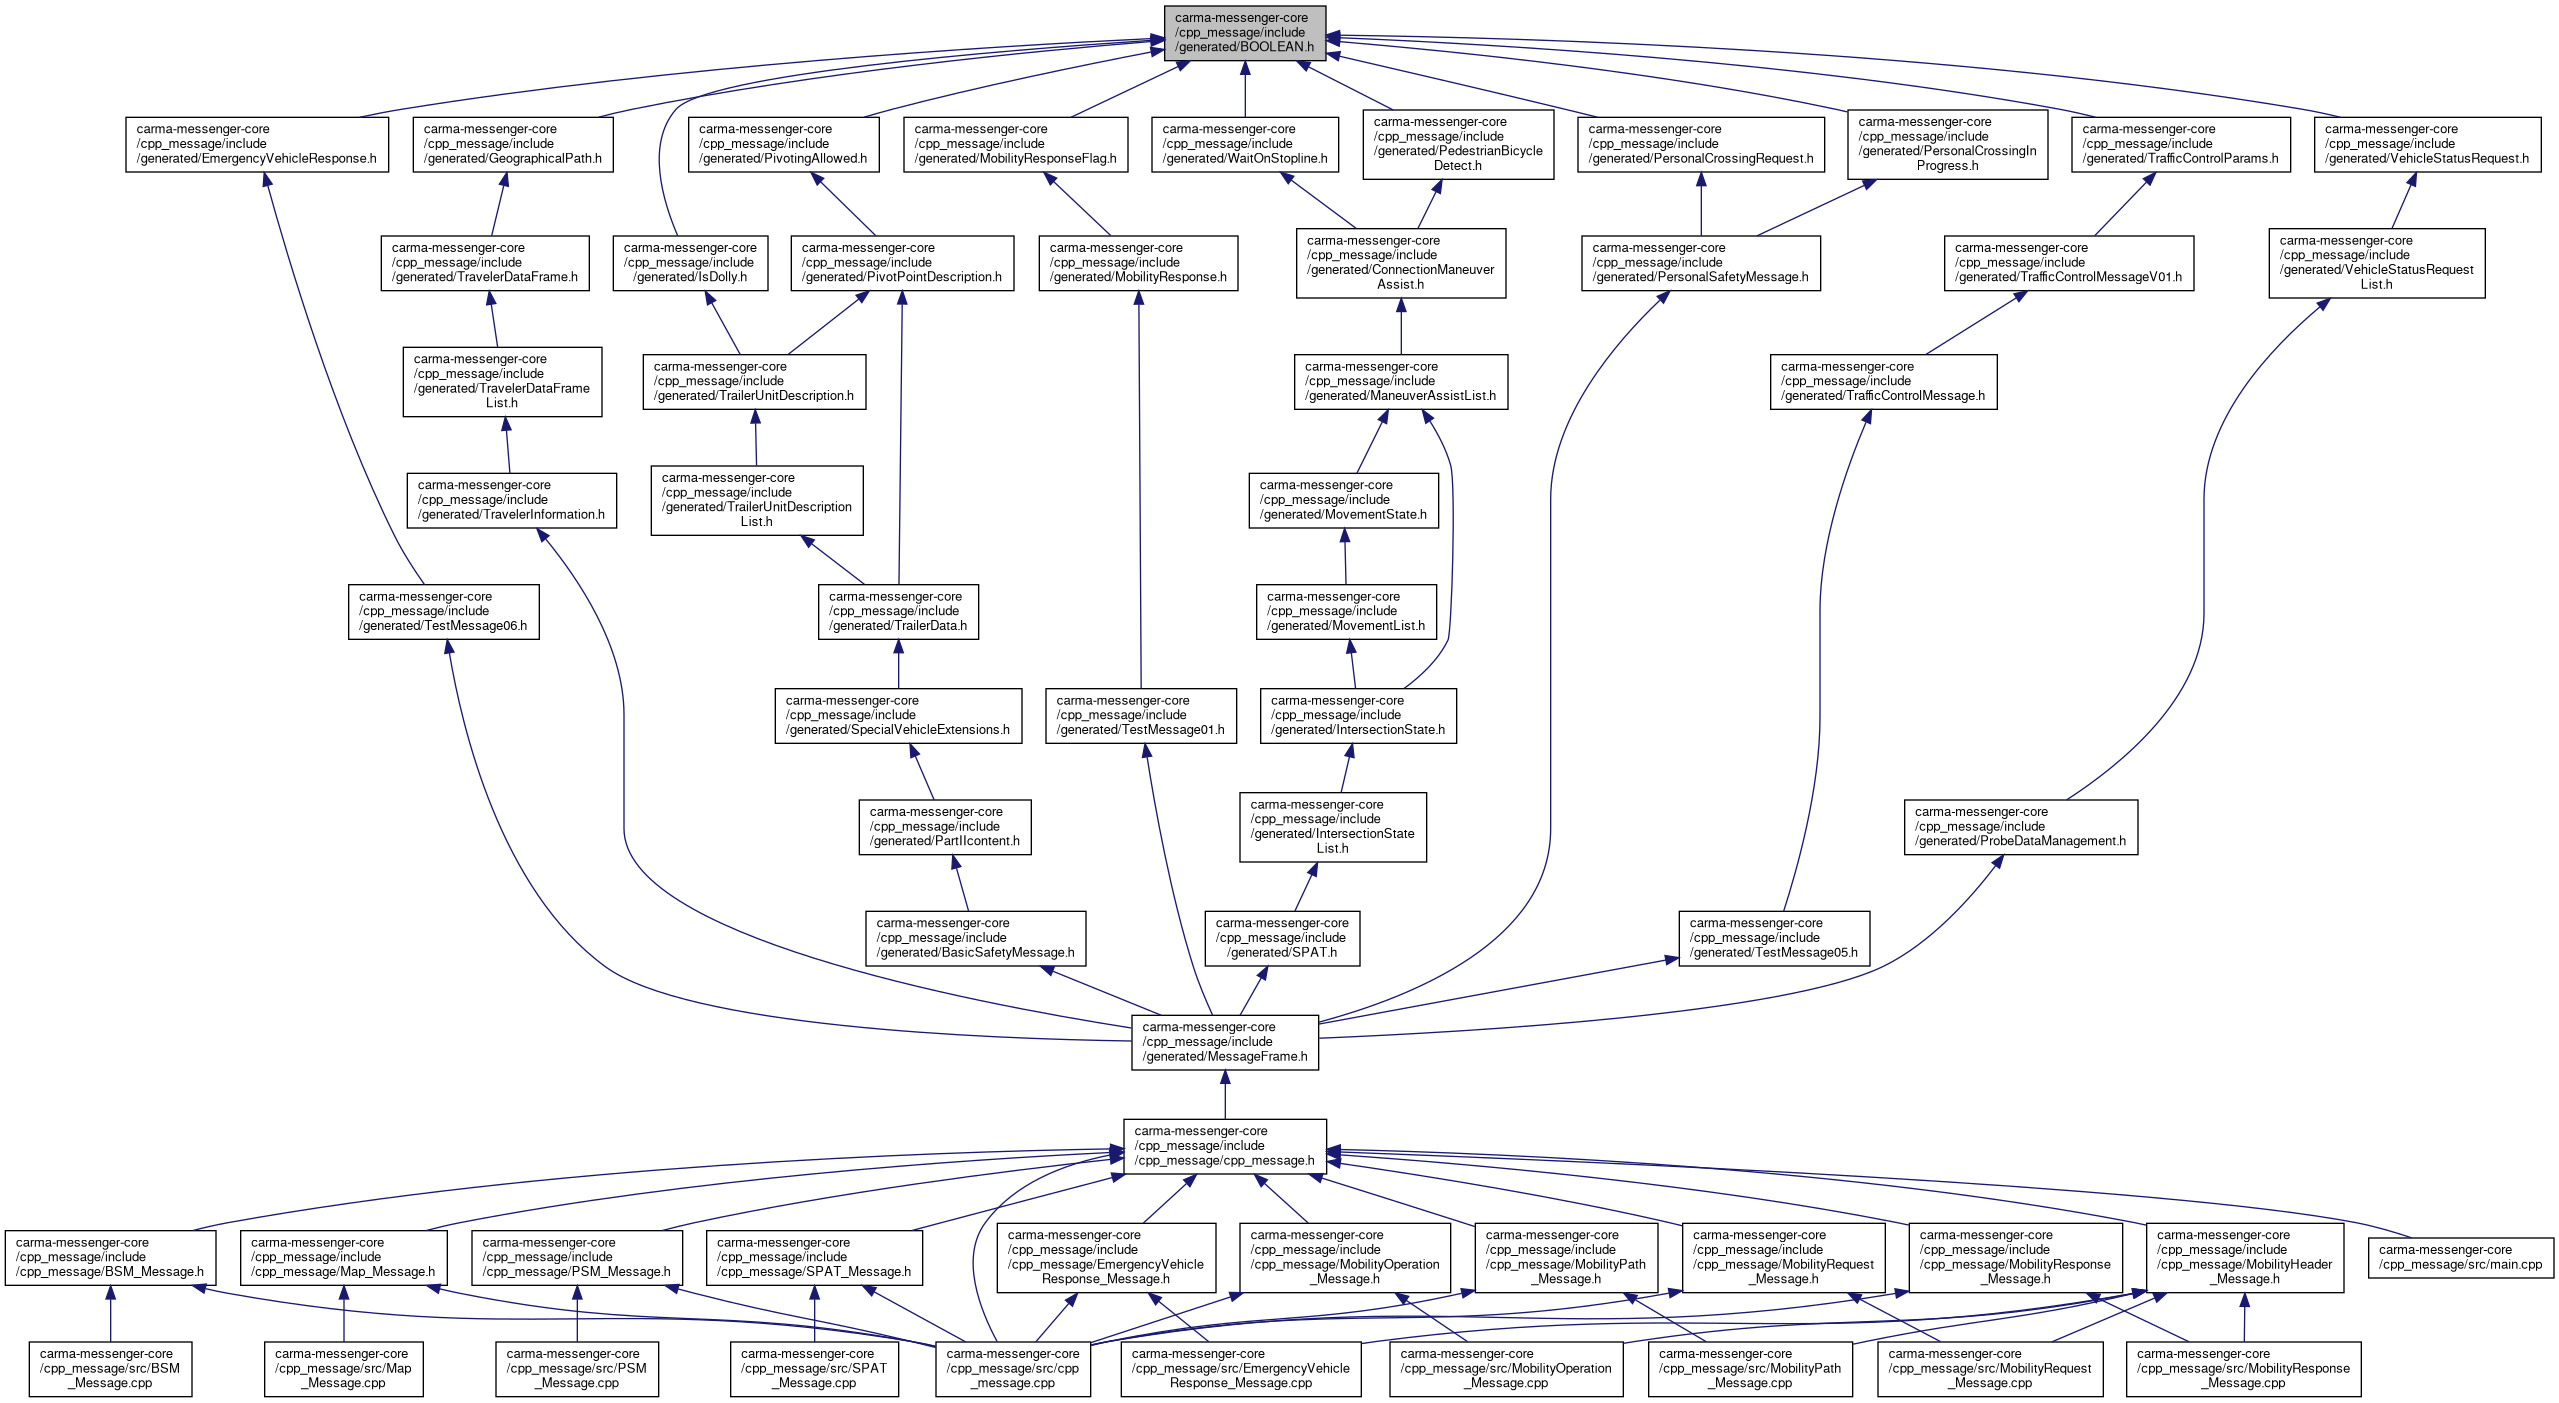 carma-messenger-core
/cpp_message/include
/generated/BOOLEAN.h
carma-messenger-core
/cpp_message/include
/generated/EmergencyVehicleResponse.h
carma-messenger-core
/cpp_message/include
/generated/GeographicalPath.h
carma-messenger-core
/cpp_message/include
/generated/PivotingAllowed.h
carma-messenger-core
/cpp_message/include
/generated/MobilityResponseFlag.h
carma-messenger-core
/cpp_message/include
/generated/WaitOnStopline.h
carma-messenger-core
/cpp_message/include
/generated/PedestrianBicycle
Detect.h
carma-messenger-core
/cpp_message/include
/generated/PersonalCrossingRequest.h
carma-messenger-core
/cpp_message/include
/generated/PersonalCrossingIn
Progress.h
carma-messenger-core
/cpp_message/include
/generated/TrafficControlParams.h
carma-messenger-core
/cpp_message/include
/generated/VehicleStatusRequest.h
carma-messenger-core
/cpp_message/include
/generated/TravelerDataFrame.h
carma-messenger-core
/cpp_message/include
/generated/IsDolly.h
carma-messenger-core
/cpp_message/include
/generated/PivotPointDescription.h
carma-messenger-core
/cpp_message/include
/generated/MobilityResponse.h
carma-messenger-core
/cpp_message/include
/generated/ConnectionManeuver
Assist.h
carma-messenger-core
/cpp_message/include
/generated/PersonalSafetyMessage.h
carma-messenger-core
/cpp_message/include
/generated/TrafficControlMessageV01.h
carma-messenger-core
/cpp_message/include
/generated/VehicleStatusRequest
List.h
carma-messenger-core
/cpp_message/include
/generated/TravelerDataFrame
List.h
carma-messenger-core
/cpp_message/include
/generated/TrailerUnitDescription.h
carma-messenger-core
/cpp_message/include
/generated/ManeuverAssistList.h
carma-messenger-core
/cpp_message/include
/generated/TrafficControlMessage.h
carma-messenger-core
/cpp_message/include
/generated/TravelerInformation.h
carma-messenger-core
/cpp_message/include
/generated/TrailerUnitDescription
List.h
carma-messenger-core
/cpp_message/include
/generated/MovementState.h
carma-messenger-core
/cpp_message/include
/generated/TestMessage06.h
carma-messenger-core
/cpp_message/include
/generated/TrailerData.h
carma-messenger-core
/cpp_message/include
/generated/MovementList.h
carma-messenger-core
/cpp_message/include
/generated/SpecialVehicleExtensions.h
carma-messenger-core
/cpp_message/include
/generated/TestMessage01.h
carma-messenger-core
/cpp_message/include
/generated/IntersectionState.h
carma-messenger-core
/cpp_message/include
/generated/PartIIcontent.h
carma-messenger-core
/cpp_message/include
/generated/IntersectionState
List.h
carma-messenger-core
/cpp_message/include
/generated/ProbeDataManagement.h
carma-messenger-core
/cpp_message/include
/generated/BasicSafetyMessage.h
carma-messenger-core
/cpp_message/include
/generated/SPAT.h
carma-messenger-core
/cpp_message/include
/generated/TestMessage05.h
carma-messenger-core
/cpp_message/include
/generated/MessageFrame.h
carma-messenger-core
/cpp_message/include
/cpp_message/cpp_message.h
carma-messenger-core
/cpp_message/include
/cpp_message/BSM_Message.h
carma-messenger-core
/cpp_message/include
/cpp_message/Map_Message.h
carma-messenger-core
/cpp_message/include
/cpp_message/PSM_Message.h
carma-messenger-core
/cpp_message/include
/cpp_message/SPAT_Message.h
carma-messenger-core
/cpp_message/include
/cpp_message/EmergencyVehicle
Response_Message.h
carma-messenger-core
/cpp_message/include
/cpp_message/MobilityOperation
_Message.h
carma-messenger-core
/cpp_message/include
/cpp_message/MobilityPath
_Message.h
carma-messenger-core
/cpp_message/include
/cpp_message/MobilityRequest
_Message.h
carma-messenger-core
/cpp_message/include
/cpp_message/MobilityResponse
_Message.h
carma-messenger-core
/cpp_message/include
/cpp_message/MobilityHeader
_Message.h
carma-messenger-core
/cpp_message/src/main.cpp
carma-messenger-core
/cpp_message/src/BSM
_Message.cpp
carma-messenger-core
/cpp_message/src/Map
_Message.cpp
carma-messenger-core
/cpp_message/src/PSM
_Message.cpp
carma-messenger-core
/cpp_message/src/SPAT
_Message.cpp
carma-messenger-core
/cpp_message/src/cpp
_message.cpp
carma-messenger-core
/cpp_message/src/EmergencyVehicle
Response_Message.cpp
carma-messenger-core
/cpp_message/src/MobilityOperation
_Message.cpp
carma-messenger-core
/cpp_message/src/MobilityPath
_Message.cpp
carma-messenger-core
/cpp_message/src/MobilityRequest
_Message.cpp
carma-messenger-core
/cpp_message/src/MobilityResponse
_Message.cpp